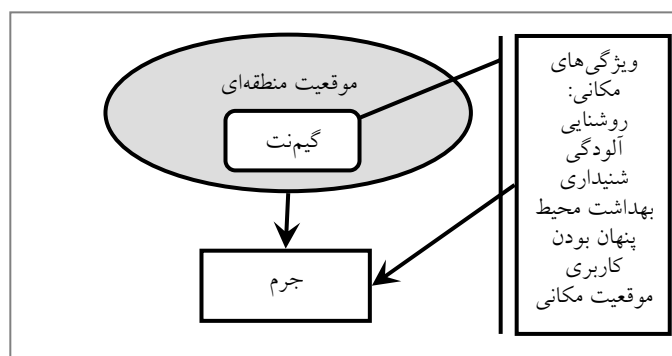 موقعیت منطقه‌ای
گیم‌نت
جرم
ویژگی‌های
مکانی:
روشنایی
آلودگی
شنیداری
بهداشت محیط
پنهان بودن
کاربری
موقعیت مکانی